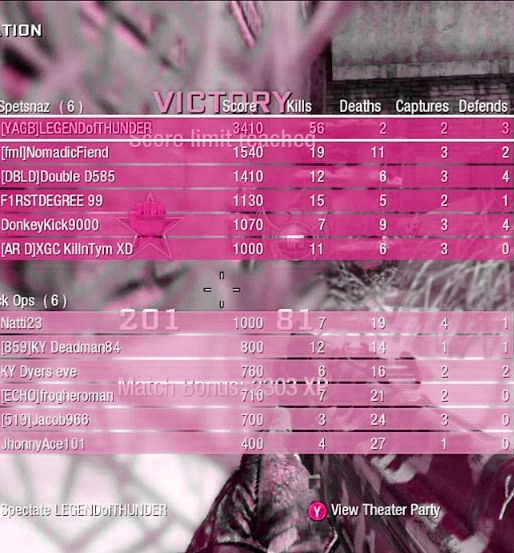 TION
VICTORY
Spetsnaz ( 6 ) Score Kills Deaths Captures Defends
[YAGB]LEGENDofTHUNDER 3410 56 2 2 3
Score limit reached
[fml]NomadicFiend 1540 19 11 3 2
[DBLD]Double D585 1410 12 6 3 4
F1RSTDEGREE 99 1130 15 5 2 1
DonkeyKick9000 1070 7 9 3 4
[AR D]XGC KillnTym XD 1000 11 6 3 0
ck Ops ( 6 )
201 81
Natti23 1000 7 19 4 1
[859]KY Deadman84 800 12 14 1 1
KY Dyers eve 760 6 16 2 2
Match Bonus: 2303 XP
[ECHO]frogheroman 710 7 21 2 0
[519]Jacob966 700 3 24 3 0
JhonnyAce101 400 4 27 1 0
Spectate LEGENDofTHUNDER Y View Theater Party